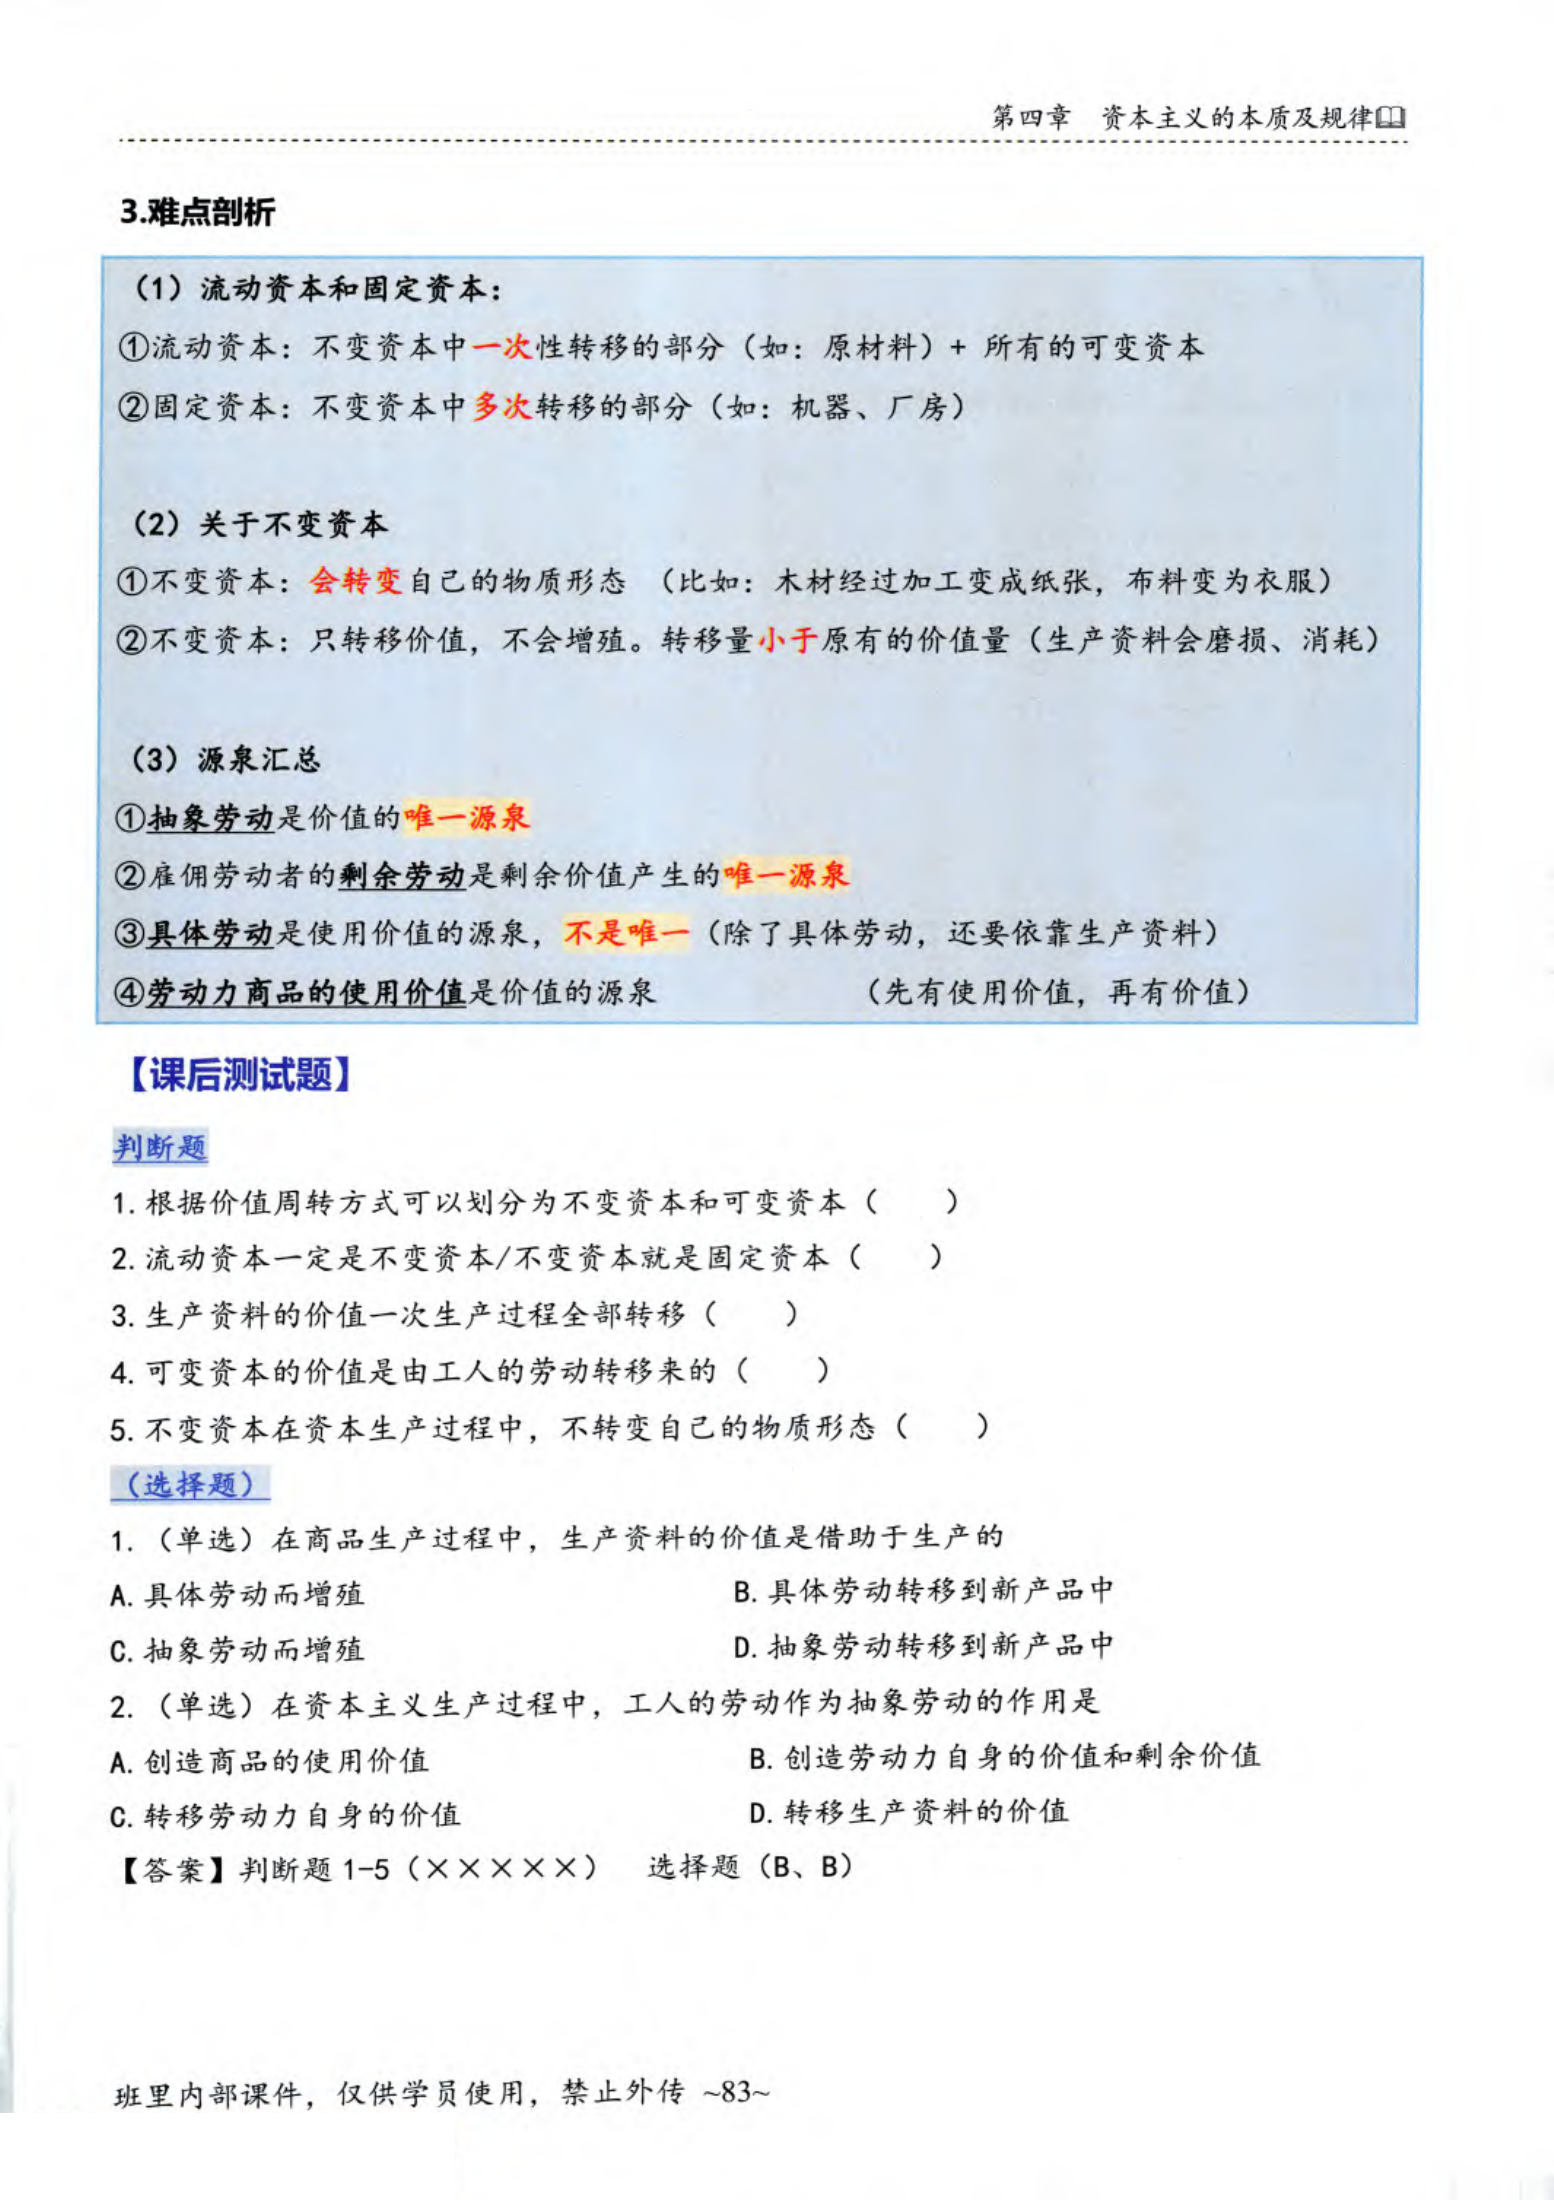 第四章　资本主义的本质及规律
3.难点剖析
（1）流动资本和固定资本：
①流动资本：不变资本中一次性转移的部分（如：原材料）+ 所有的可变资本
②固定资本：不变资本中多次转移的部分（如：机器、厂房）
（2）关于不变资本
①不变资本：会转变自己的物质形态 （比如：木材经过加工变成纸张，布料变为衣服）
②不变资本：只转移价值，不会增殖。转移量小于原有的价值量（生产资料会磨损、消耗）
（3）源泉汇总
①抽象劳动是价值的唯一源泉
②雇佣劳动者的剩余劳动是剩余价值产生的唯一源泉
③具体劳动是使用价值的源泉，不是唯一（除了具体劳动，还要依靠生产资料）
④劳动力商品的使用价值是价值的源泉　　　（先有使用价值，再有价值）
【课后测试题】
判断题
1.根据价值周转方式可以划分为不变资本和可变资本（　　）
2.流动资本一定是不变资本/不变资本就是固定资本（　　）
3.生产资料的价值一次生产过程全部转移（　　）
4.可变资本的价值是由工人的劳动转移来的（　　）
5.不变资本在资本生产过程中，不转变自己的物质形态（　　）
（选择题）
1.（单选）在商品生产过程中，生产资料的价值是借助于生产的
A.具体劳动而增殖　　B.具体劳动转移到新产品中
C.抽象劳动而增殖　　D.抽象劳动转移到新产品中
2.（单选）在资本主义生产过程中，工人的劳动作为抽象劳动的作用是
A.创造商品的使用价值　　B.创造劳动力自身的价值和剩余价值
C.转移劳动力自身的价值　　D.转移生产资料的价值
【答案】判断题 1-5（×××××）　选择题（B、B）
班里内部课件，仅供学员使用，禁止外传 ~83~